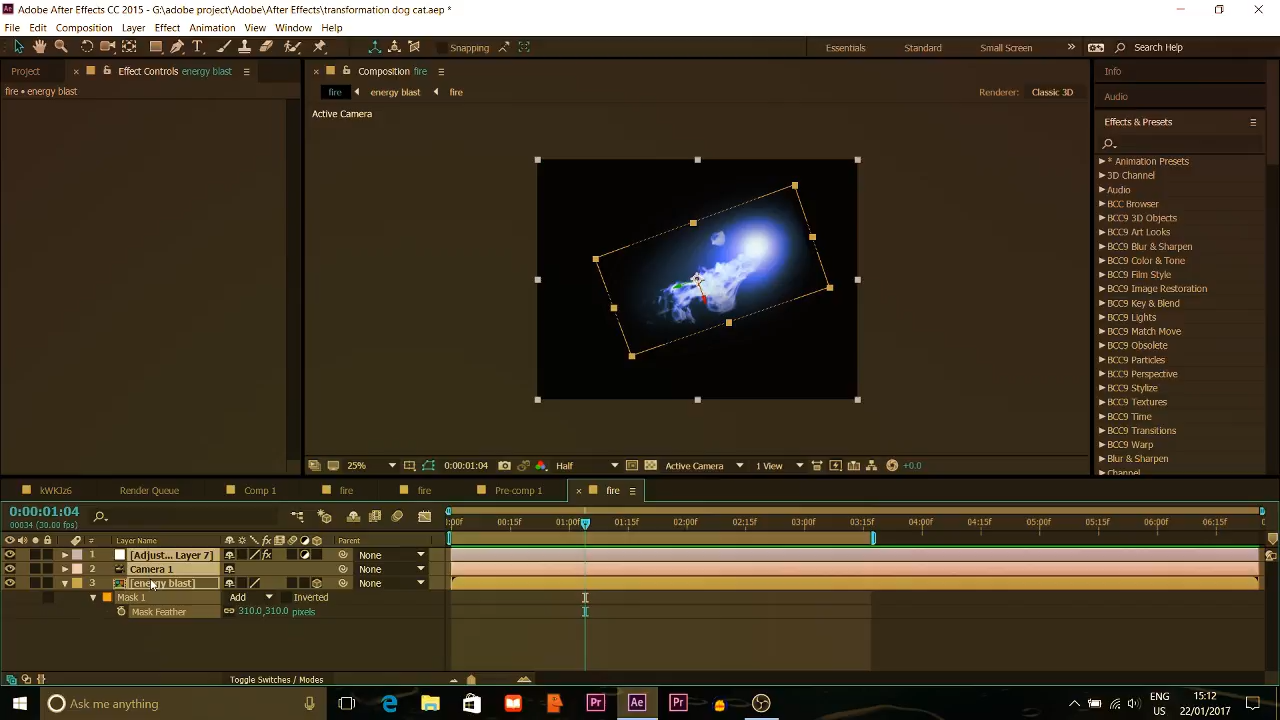 Adobe After Effects CC 2015 - G:\adobe project\Adobe\After Effects\transformation dog cat.aep *
File Edit Composition Layer Effect Animation View Window Help
Snapping Essentials Standard Small Screen » Search Help
Project × Effect Controls energy blast Composition fire Info
fire • energy blast fire energy blast fire Renderer: Classic 3D Audio
Active Camera
Effects & Presets
* Animation Presets
3D Channel
Audio
BCC Browser
BCC9 3D Objects
BCC9 Art Looks
BCC9 Blur & Sharpen
BCC9 Color & Tone
BCC9 Film Style
BCC9 Image Restoration
BCC9 Key & Blend
BCC9 Lights
BCC9 Match Move
BCC9 Obsolete
BCC9 Particles
BCC9 Perspective
BCC9 Stylize
BCC9 Textures
BCC9 Time
BCC9 Transitions
BCC9 Warp
Blur & Sharpen
Channel
25% 0:00:01:04 Half Active Camera 1 View +0.0
kWKJz6 Render Queue Comp 1 fire fire Pre-comp 1 × fire
0:00:01:04
00034 (30.00 fps)
:00f 00:15f 01:00f 01:15f 02:00f 02:15f 03:00f 03:15f 04:00f 04:15f 05:00f 05:15f 06:00f 06:15f
# Layer Name Parent
1 [Adjust... Layer 7] None
2 Camera 1 None
3 [energy blast] None
Mask 1 Add Inverted
Mask Feather 310.0,310.0 pixels
Toggle Switches / Modes
Ask me anything
ENG
US
15:12
22/01/2017